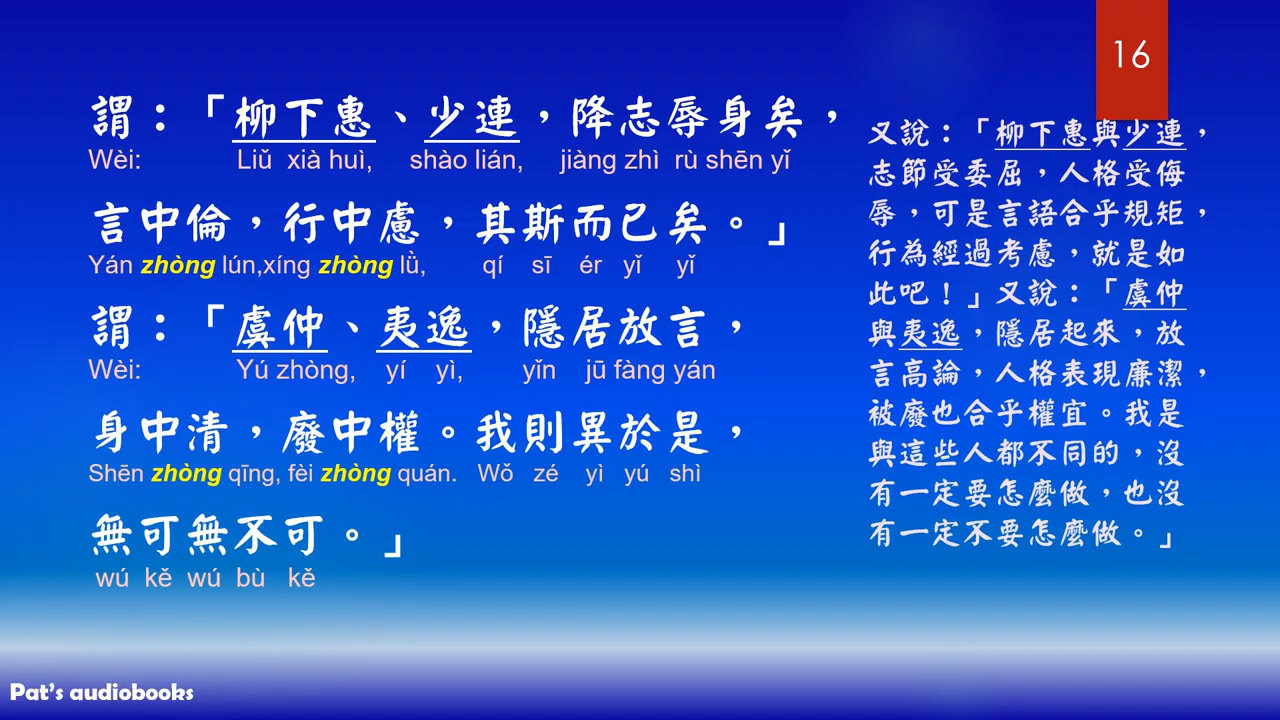 16
謂：「柳下惠、少連，降志辱身矣，
Wèi: Liǔ xià huì, shào lián, jiàng zhì rù shēn yǐ
言中倫，行中慮，其斯而已矣。」
Yán zhòng lún,xíng zhòng lǜ, qí sī ér yǐ yǐ
謂：「虞仲、夷逸，隱居放言，
Wèi: Yú zhòng, yí yì, yǐn jū fàng yán
身中清，廢中權。我則異於是，
Shēn zhòng qīng, fèi zhòng quán. Wǒ zé yì yú shì
無可無不可。」
wú kě wú bù kě
又說：「柳下惠與少連，
志節受委屈，人格受侮
辱，可是言語合乎規矩，
行為經過考慮，就是如
此吧！」又說：「虞仲
與夷逸，隱居起來，放
言高論，人格表現廉潔，
被廢也合乎權宜。我是
與這些人都不同的，沒
有一定要怎麼做，也沒
有一定不要怎麼做。」
Pat's audiobooks